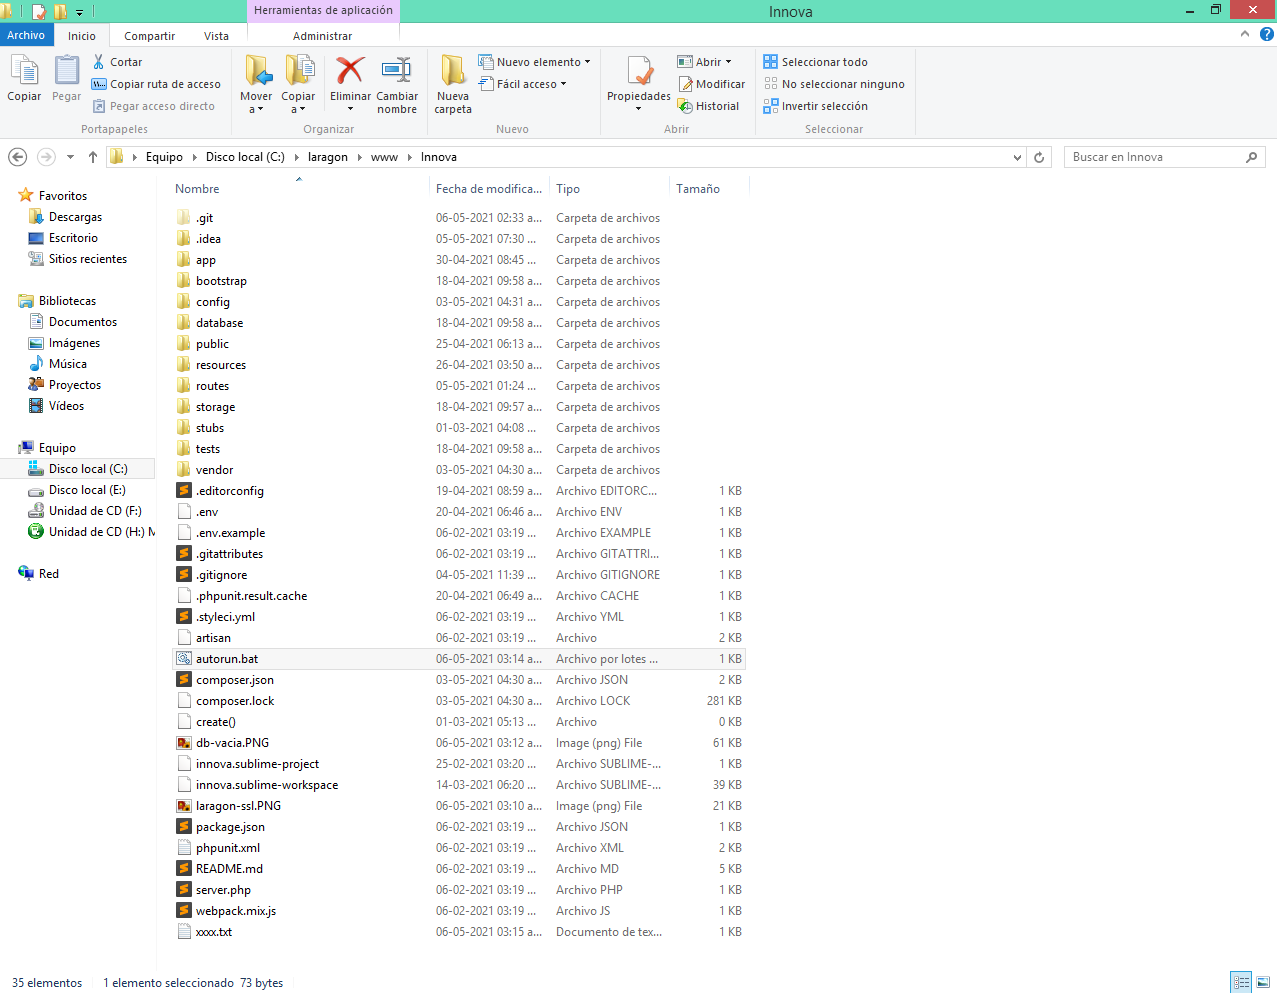 Herramientas de aplicación
Innova
Archivo Inicio Compartir Vista Administrar
Copiar
Pegar
Cortar
Copiar ruta de acceso
Pegar acceso directo
Portapapeles
Mover a
Copiar a
Eliminar
Cambiar nombre
Organizar
Nueva carpeta
Nuevo elemento
Fácil acceso
Nuevo
Propiedades
Abrir
Modificar
Historial
Abrir
Seleccionar todo
No seleccionar ninguno
Invertir selección
Seleccionar
Equipo Disco local (C:) laragon www Innova
Buscar en Innova
Favoritos
Descargas
Escritorio
Sitios recientes
Bibliotecas
Documentos
Imágenes
Música
Proyectos
Vídeos
Equipo
Disco local (C:)
Disco local (E:)
Unidad de CD (F:)
Unidad de CD (H:) M
Red
Nombre Fecha de modifica... Tipo Tamaño
.git 06-05-2021 02:33 a... Carpeta de archivos
.idea 05-05-2021 07:30 ... Carpeta de archivos
app 30-04-2021 08:45 ... Carpeta de archivos
bootstrap 18-04-2021 09:58 a... Carpeta de archivos
config 03-05-2021 04:31 a... Carpeta de archivos
database 18-04-2021 09:58 a... Carpeta de archivos
public 25-04-2021 06:13 a... Carpeta de archivos
resources 26-04-2021 03:50 a... Carpeta de archivos
routes 05-05-2021 01:24 ... Carpeta de archivos
storage 18-04-2021 09:57 a... Carpeta de archivos
stubs 01-03-2021 04:08 ... Carpeta de archivos
tests 18-04-2021 09:58 a... Carpeta de archivos
vendor 03-05-2021 04:30 a... Carpeta de archivos
.editorconfig 19-04-2021 08:59 a... Archivo EDITORC... 1 KB
.env 20-04-2021 06:46 a... Archivo ENV 1 KB
.env.example 06-02-2021 03:19 ... Archivo EXAMPLE 1 KB
.gitattributes 06-02-2021 03:19 ... Archivo GITATTRI... 1 KB
.gitignore 04-05-2021 11:39 ... Archivo GITIGNORE 1 KB
.phpunit.result.cache 20-04-2021 06:49 a... Archivo CACHE 1 KB
.styleci.yml 06-02-2021 03:19 ... Archivo YML 1 KB
artisan 06-02-2021 03:19 ... Archivo 2 KB
autorun.bat 06-05-2021 03:14 a... Archivo por lotes ... 1 KB
composer.json 03-05-2021 04:30 a... Archivo JSON 2 KB
composer.lock 03-05-2021 04:30 a... Archivo LOCK 281 KB
create() 01-03-2021 05:13 ... Archivo 0 KB
db-vacia.PNG 06-05-2021 03:12 a... Image (png) File 61 KB
innova.sublime-project 25-02-2021 03:20 ... Archivo SUBLIME-... 1 KB
innova.sublime-workspace 14-03-2021 06:20 ... Archivo SUBLIME-... 39 KB
laragon-ssl.PNG 06-05-2021 03:10 a... Image (png) File 21 KB
package.json 06-02-2021 03:19 ... Archivo JSON 1 KB
phpunit.xml 06-02-2021 03:19 ... Archivo XML 2 KB
README.md 06-02-2021 03:19 ... Archivo MD 5 KB
server.php 06-02-2021 03:19 ... Archivo PHP 1 KB
webpack.mix.js 06-02-2021 03:19 ... Archivo JS 1 KB
xxxx.txt 06-05-2021 03:15 a... Documento de tex... 1 KB
35 elementos 1 elemento seleccionado 73 bytes